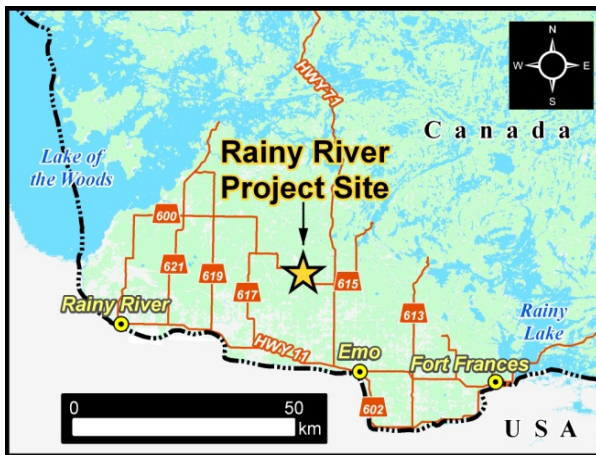 N
W E
S
HWY 71
Canada
Lake of
the Woods
Rainy River
Project Site
600
621
619
617
615
613
Rainy River
HWY 11
Emo
Fort Frances
Rainy
Lake
602
USA
0 50
km